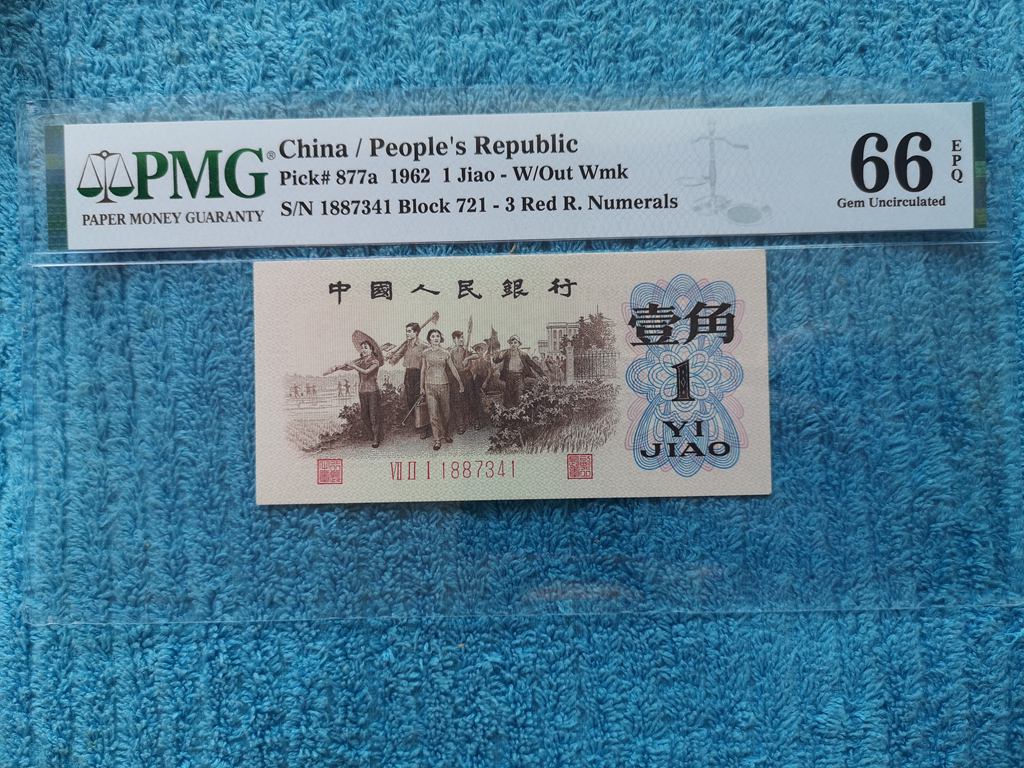 PMG®
PAPER MONEY GUARANTY
China / People's Republic
Pick# 877a 1962 1 Jiao - W/Out Wmk
S/N 1887341 Block 721 - 3 Red R. Numerals
66
EPQ
Gem Uncirculated
中國人民銀行
壹角
1
YI
JIAO
VII II I 1887341